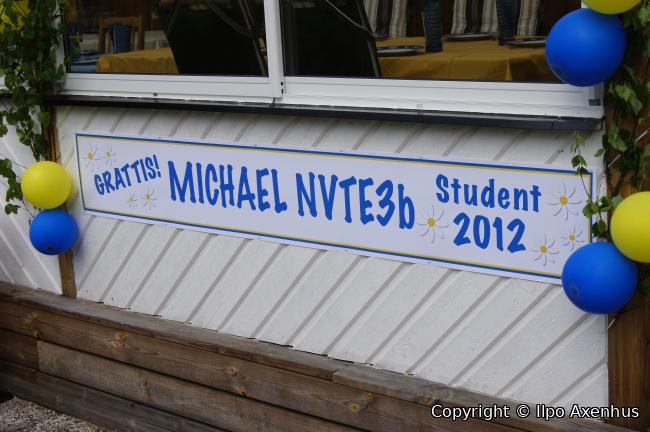 GRATTIS! MICHAEL NVTE3b Student
2012
Copyright © Ilpo Axenhus